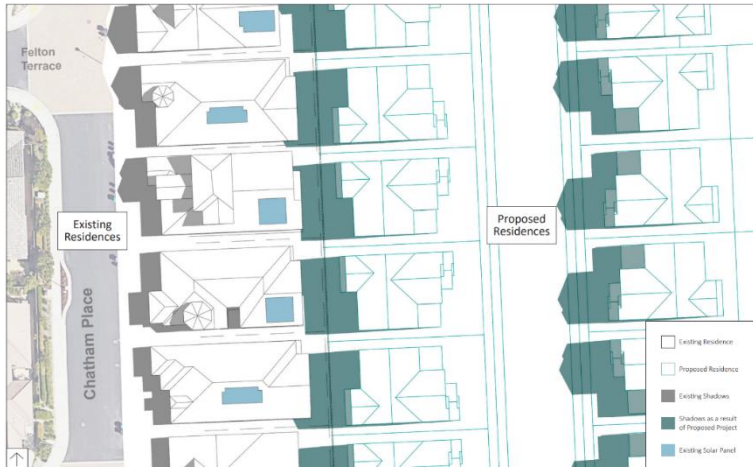 Felton
Terrace
Existing
Residences
Chatham Place
Proposed
Residences
Existing Residence
Proposed Residence
Existing Shadows
Shadows as a result
of Proposed Project
Existing Solar Panel